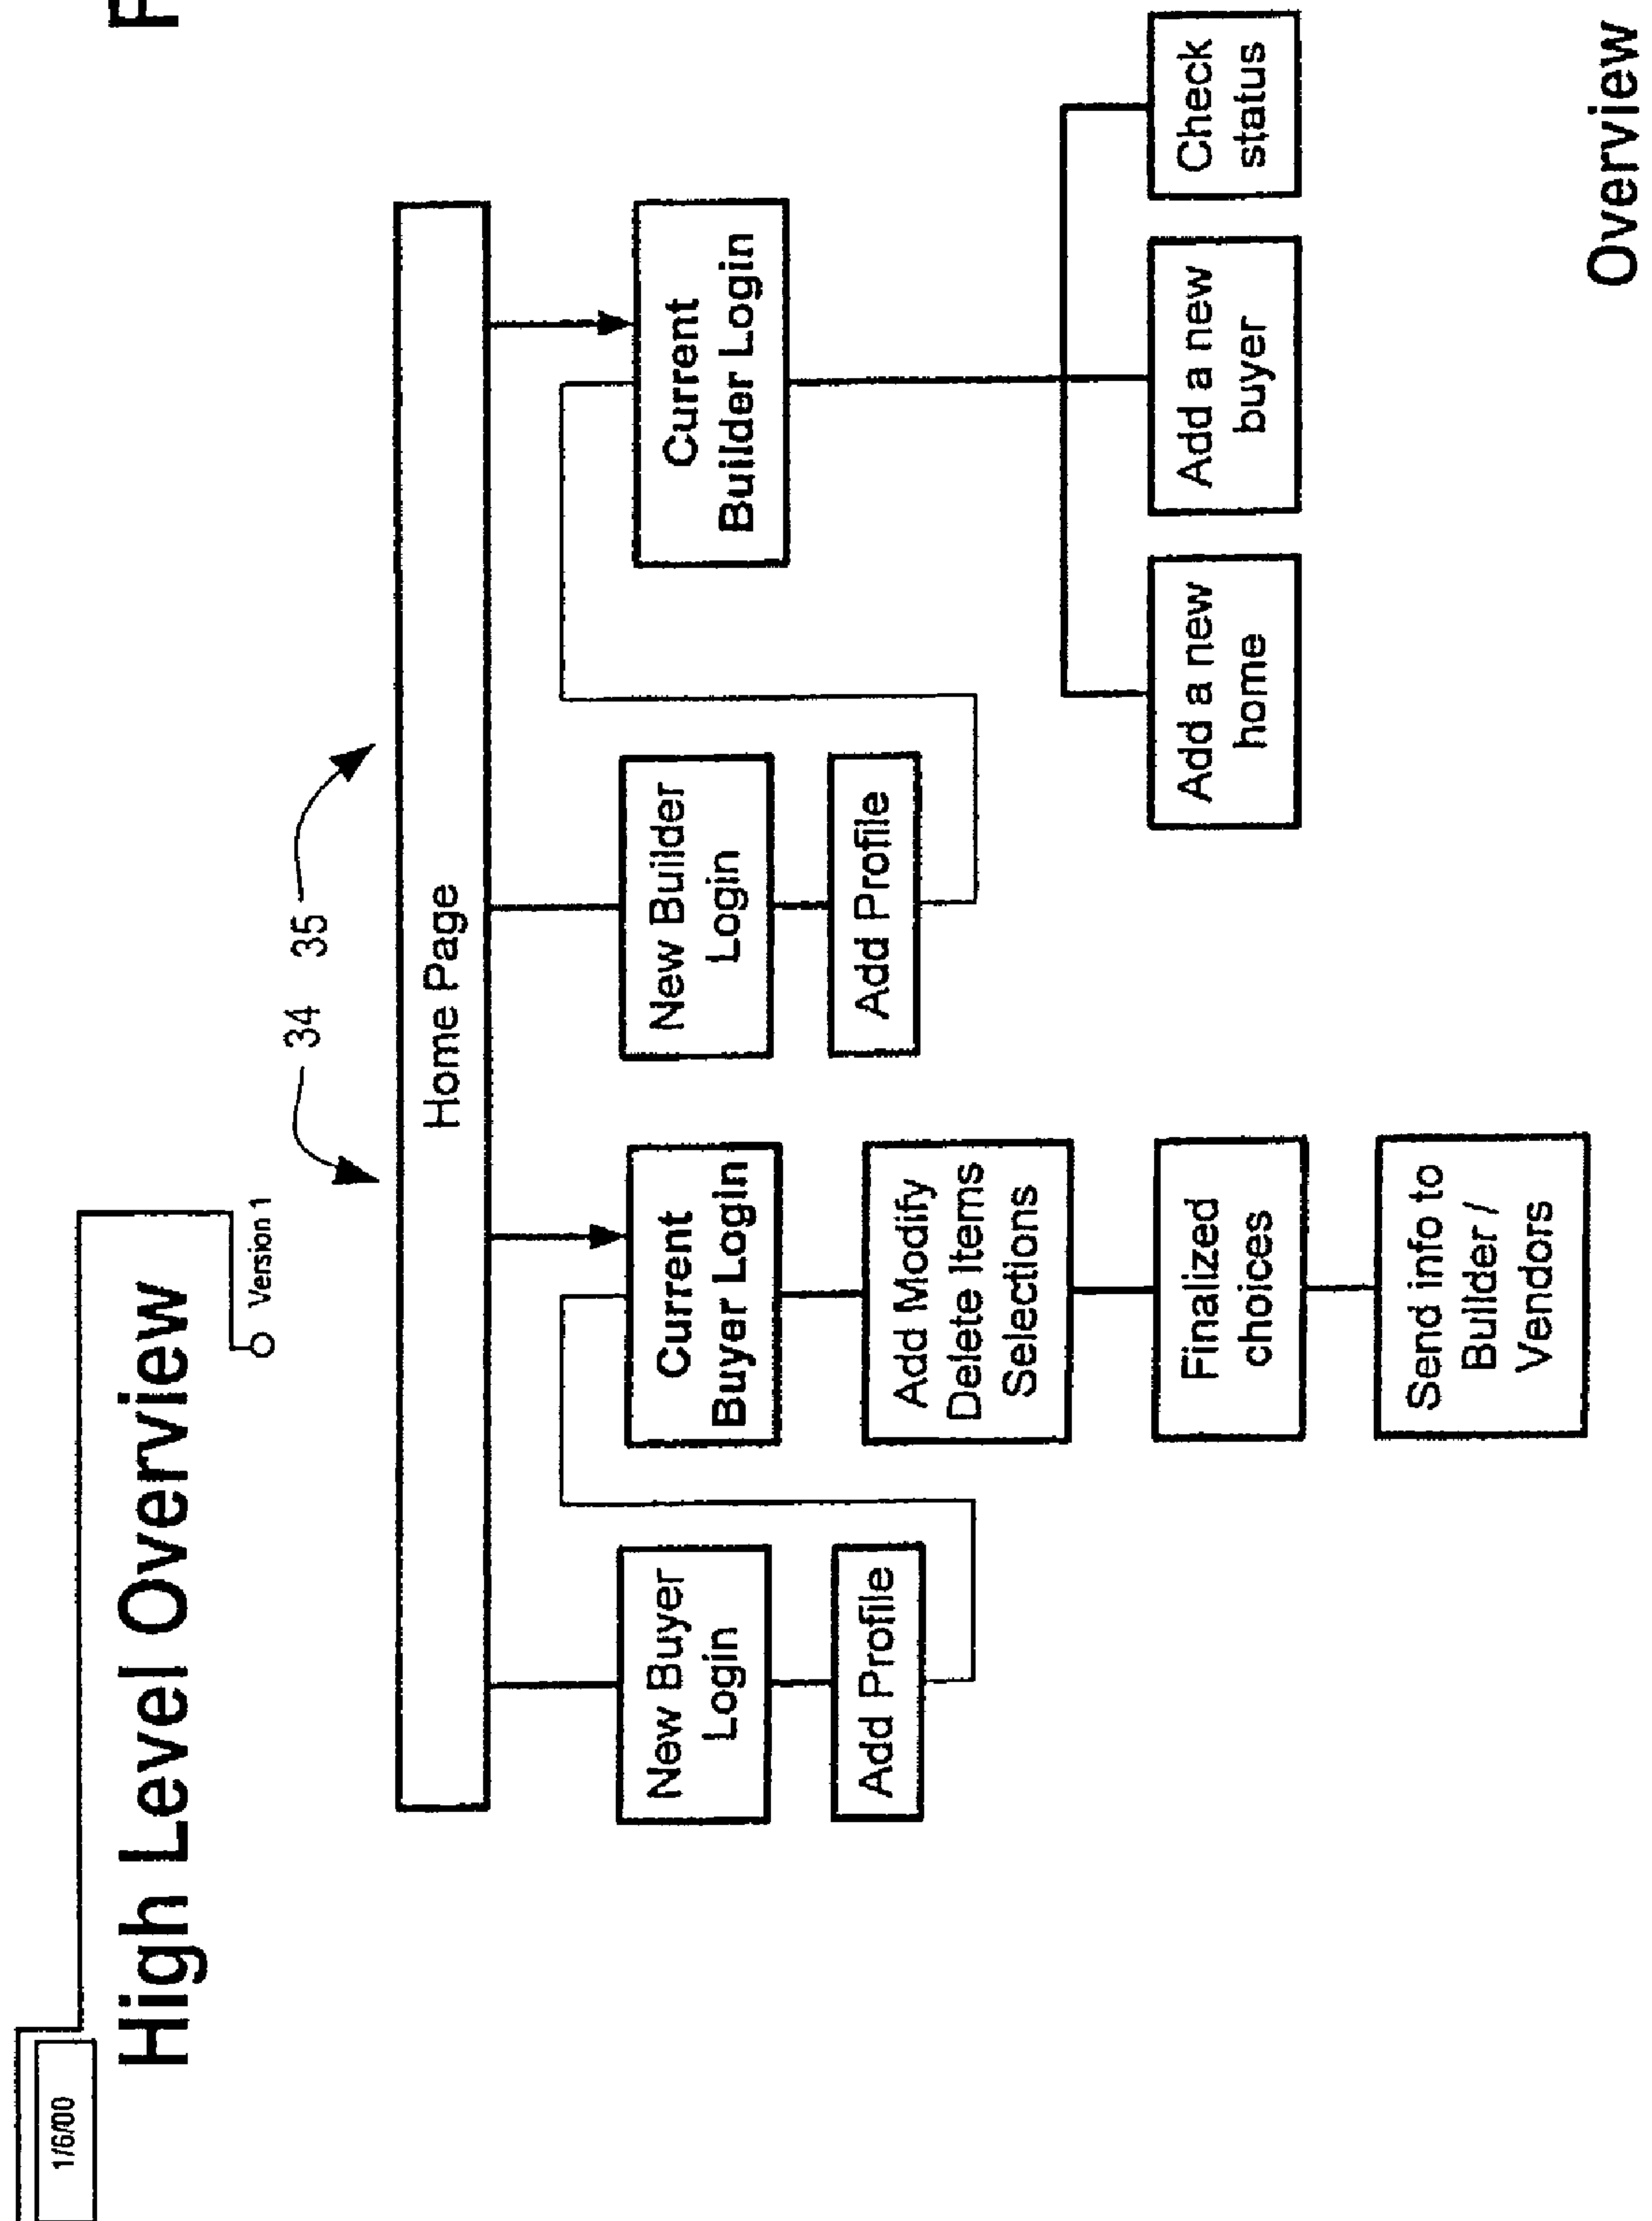 1/6/00
High Level Overview
Version 1
F
34
35
Home Page
New Buyer
Login
Add Profile
Current
Buyer Login
Add Modify
Delete Items
Selections
Finalized
choices
Send info to
Builder /
Vendors
New Builder
Login
Add Profile
Current
Builder Login
Add a new
home
Add a new
buyer
Check
status
Overview